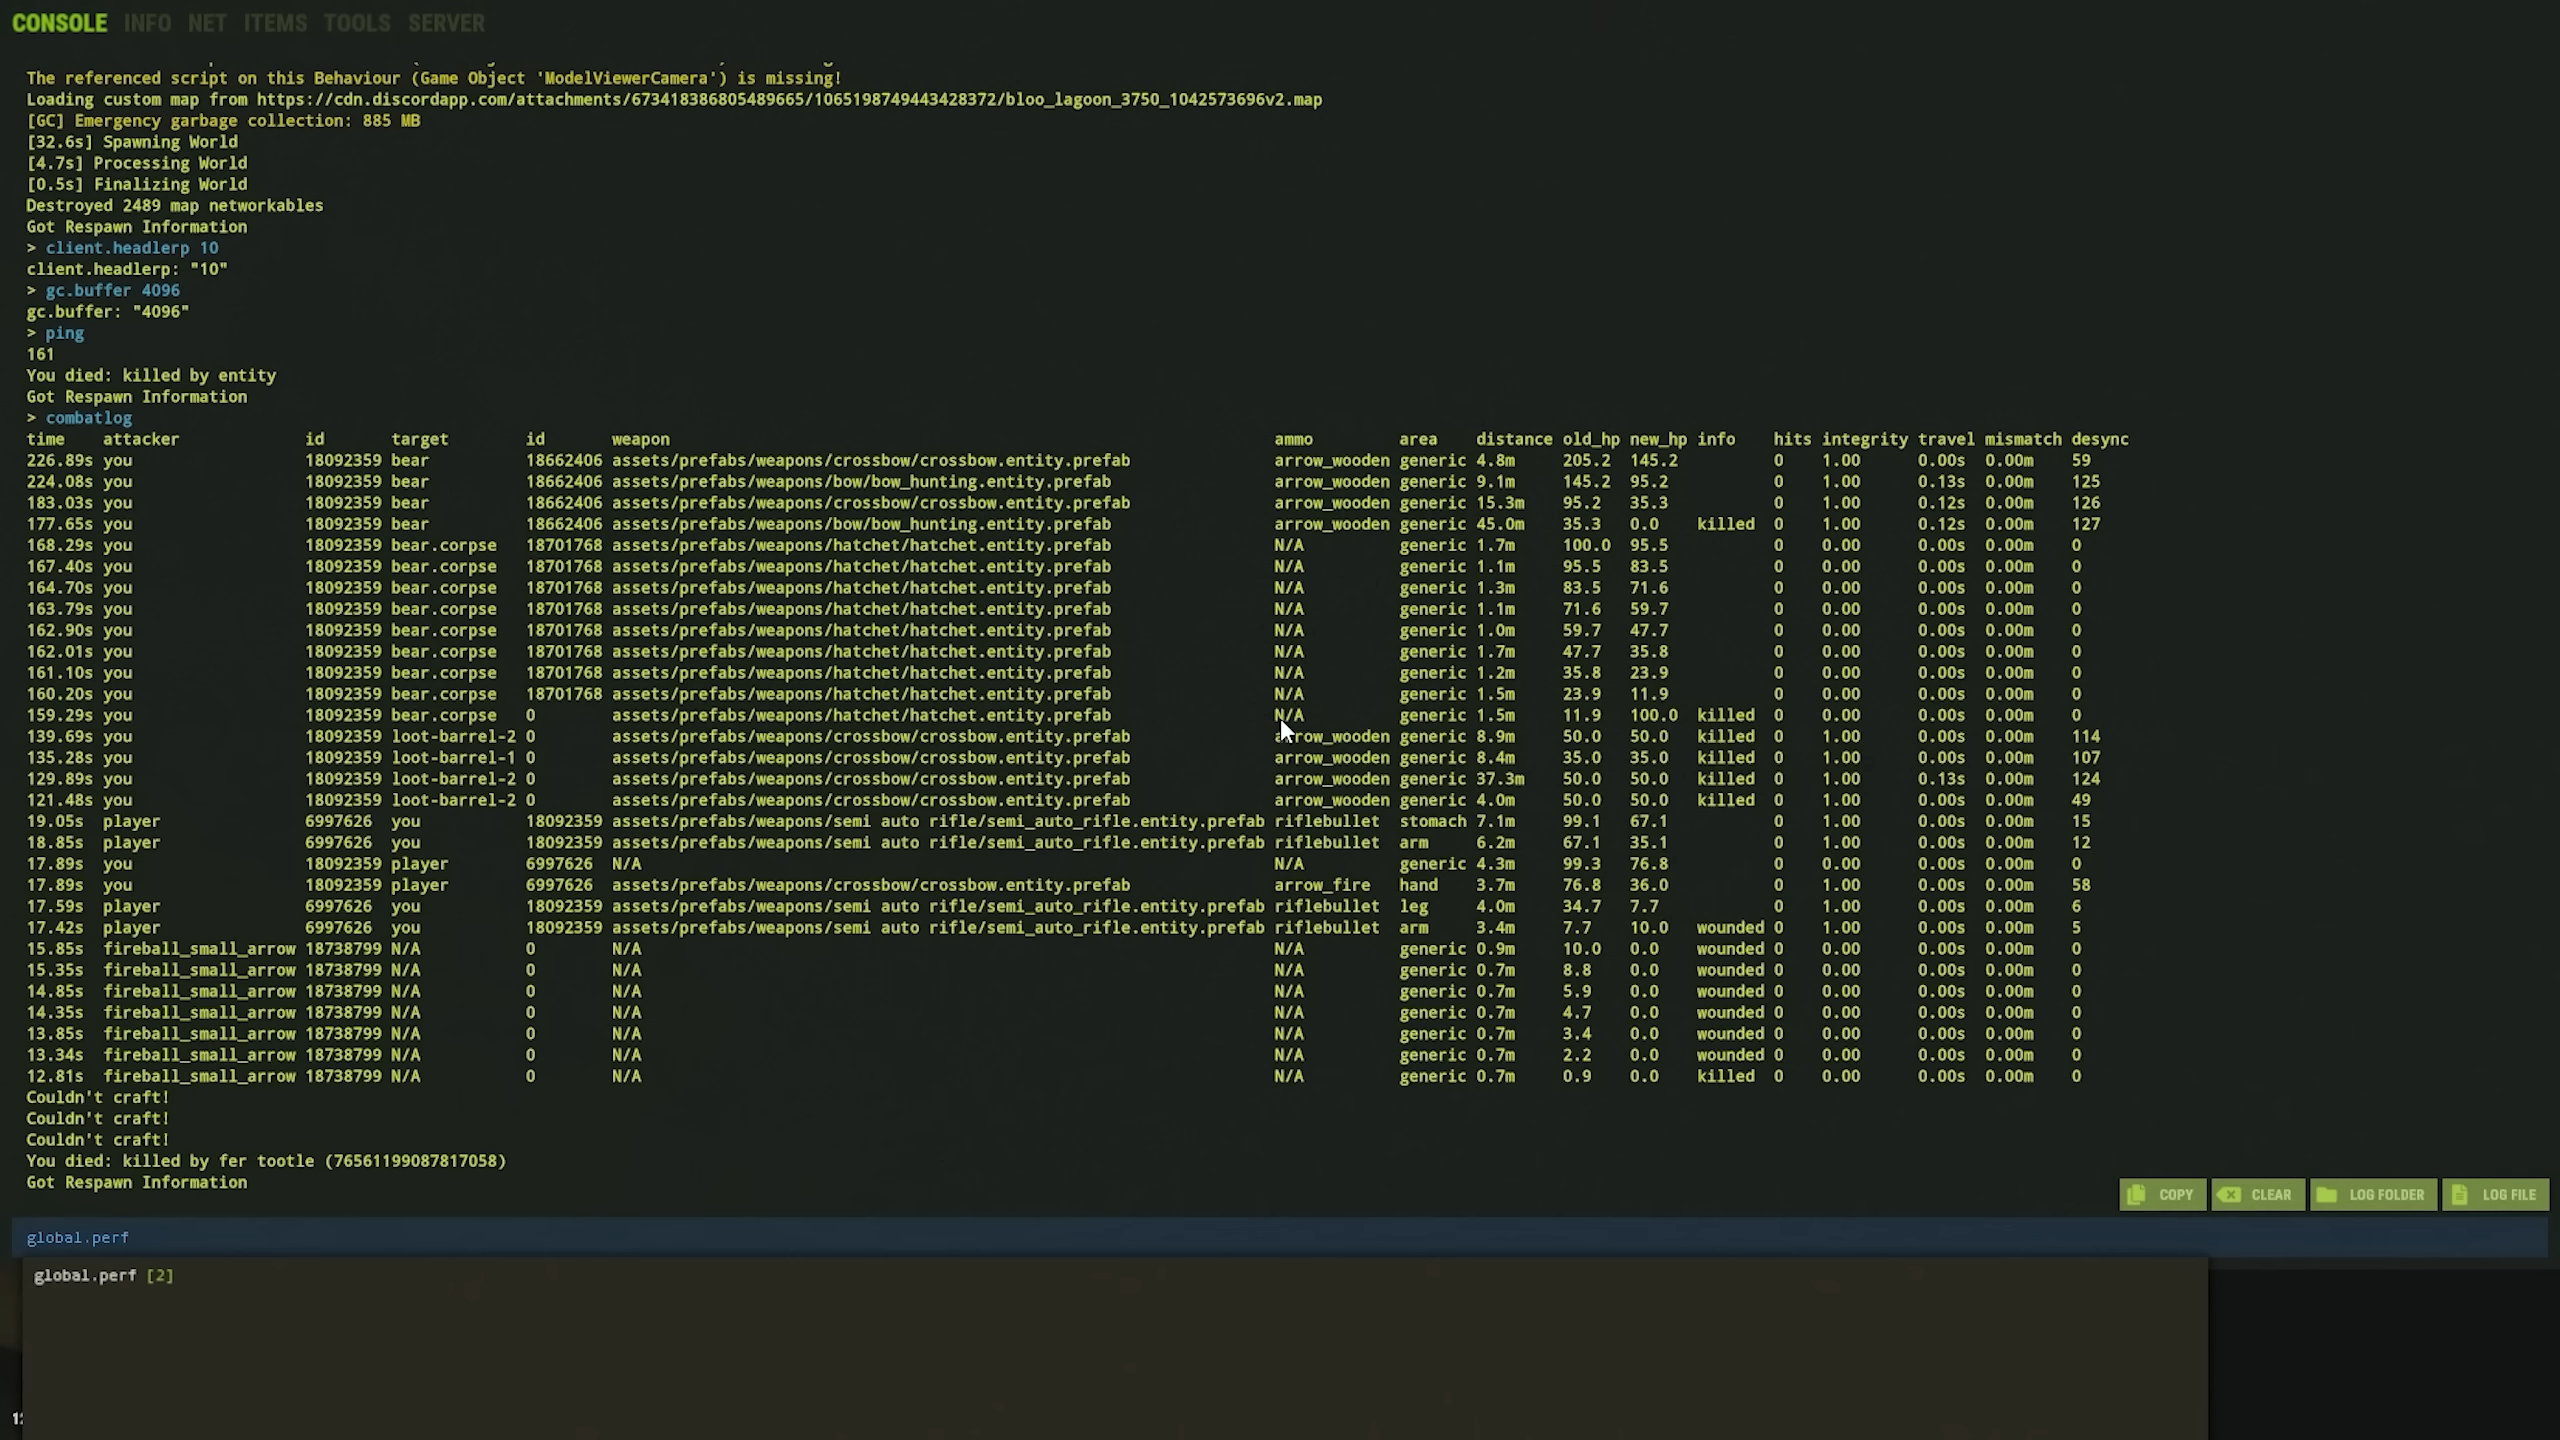 CONSOLE INFO NET ITEMS TOOLS SERVER
The referenced script on this Behaviour (Game Object 'ModelViewerCamera') is missing!
Loading custom map from https://cdn.discordapp.com/attachments/673418386805489665/1065198749443428372/bloo_lagoon_3750_1042573696v2.map
[GC] Emergency garbage collection: 885 MB
[32.6s] Spawning World
[4.7s] Processing World
[0.5s] Finalizing World
Destroyed 2489 map networkables
Got Respawn Information
> client.headlerp 10
client.headlerp: "10"
> gc.buffer 4096
gc.buffer: "4096"
> ping
161
You died: killed by entity
Got Respawn Information
> combatlog
time attacker id target id weapon ammo area distance old_hp new_hp info hits integrity travel mismatch desync
226.89s you 18092359 bear 18662406 assets/prefabs/weapons/crossbow/crossbow.entity.prefab arrow_wooden generic 4.8m 205.2 145.2 0 1.00 0.00s 0.00m 59
224.08s you 18092359 bear 18662406 assets/prefabs/weapons/bow/bow_hunting.entity.prefab arrow_wooden generic 9.1m 145.2 95.2 0 1.00 0.13s 0.00m 125
183.03s you 18092359 bear 18662406 assets/prefabs/weapons/crossbow/crossbow.entity.prefab arrow_wooden generic 15.3m 95.2 35.3 0 1.00 0.12s 0.00m 126
177.65s you 18092359 bear 18662406 assets/prefabs/weapons/bow/bow_hunting.entity.prefab arrow_wooden generic 45.0m 35.3 0.0 killed 0 1.00 0.12s 0.00m 127
168.29s you 18092359 bear.corpse 18701768 assets/prefabs/weapons/hatchet/hatchet.entity.prefab N/A generic 1.7m 100.0 95.5 0 0.00 0.00s 0.00m 0
167.40s you 18092359 bear.corpse 18701768 assets/prefabs/weapons/hatchet/hatchet.entity.prefab N/A generic 1.1m 95.5 83.5 0 0.00 0.00s 0.00m 0
164.70s you 18092359 bear.corpse 18701768 assets/prefabs/weapons/hatchet/hatchet.entity.prefab N/A generic 1.3m 83.5 71.6 0 0.00 0.00s 0.00m 0
163.79s you 18092359 bear.corpse 18701768 assets/prefabs/weapons/hatchet/hatchet.entity.prefab N/A generic 1.1m 71.6 59.7 0 0.00 0.00s 0.00m 0
162.90s you 18092359 bear.corpse 18701768 assets/prefabs/weapons/hatchet/hatchet.entity.prefab N/A generic 1.0m 59.7 47.7 0 0.00 0.00s 0.00m 0
162.01s you 18092359 bear.corpse 18701768 assets/prefabs/weapons/hatchet/hatchet.entity.prefab N/A generic 1.7m 47.7 35.8 0 0.00 0.00s 0.00m 0
161.10s you 18092359 bear.corpse 18701768 assets/prefabs/weapons/hatchet/hatchet.entity.prefab N/A generic 1.2m 35.8 23.9 0 0.00 0.00s 0.00m 0
160.20s you 18092359 bear.corpse 18701768 assets/prefabs/weapons/hatchet/hatchet.entity.prefab N/A generic 1.5m 23.9 11.9 0 0.00 0.00s 0.00m 0
159.29s you 18092359 bear.corpse 0 assets/prefabs/weapons/hatchet/hatchet.entity.prefab N/A generic 1.5m 11.9 100.0 killed 0 0.00 0.00s 0.00m 0
139.69s you 18092359 loot-barrel-2 0 assets/prefabs/weapons/crossbow/crossbow.entity.prefab arrow_wooden generic 8.9m 50.0 50.0 killed 0 1.00 0.00s 0.00m 114
135.28s you 18092359 loot-barrel-1 0 assets/prefabs/weapons/crossbow/crossbow.entity.prefab arrow_wooden generic 8.4m 35.0 35.0 killed 0 1.00 0.00s 0.00m 107
129.89s you 18092359 loot-barrel-2 0 assets/prefabs/weapons/crossbow/crossbow.entity.prefab arrow_wooden generic 37.3m 50.0 50.0 killed 0 1.00 0.13s 0.00m 124
121.48s you 18092359 loot-barrel-2 0 assets/prefabs/weapons/crossbow/crossbow.entity.prefab arrow_wooden generic 4.0m 50.0 50.0 killed 0 1.00 0.00s 0.00m 49
19.05s player 6997626 you 18092359 assets/prefabs/weapons/semi auto rifle/semi_auto_rifle.entity.prefab riflebullet stomach 7.1m 99.1 67.1 0 1.00 0.00s 0.00m 15
18.85s player 6997626 you 18092359 assets/prefabs/weapons/semi auto rifle/semi_auto_rifle.entity.prefab riflebullet arm 6.2m 67.1 35.1 0 1.00 0.00s 0.00m 12
17.89s you 18092359 player 6997626 N/A N/A generic 4.3m 99.3 76.8 0 0.00 0.00s 0.00m 0
17.89s you 18092359 player 6997626 assets/prefabs/weapons/crossbow/crossbow.entity.prefab arrow_fire hand 3.7m 76.8 36.0 0 1.00 0.00s 0.00m 58
17.59s player 6997626 you 18092359 assets/prefabs/weapons/semi auto rifle/semi_auto_rifle.entity.prefab riflebullet leg 4.0m 34.7 7.7 0 1.00 0.00s 0.00m 6
17.42s player 6997626 you 18092359 assets/prefabs/weapons/semi auto rifle/semi_auto_rifle.entity.prefab riflebullet arm 3.4m 7.7 10.0 wounded 0 1.00 0.00s 0.00m 5
15.85s fireball_small_arrow 18738799 N/A 0 N/A N/A generic 0.9m 10.0 0.0 wounded 0 0.00 0.00s 0.00m 0
15.35s fireball_small_arrow 18738799 N/A 0 N/A N/A generic 0.7m 8.8 0.0 wounded 0 0.00 0.00s 0.00m 0
14.85s fireball_small_arrow 18738799 N/A 0 N/A N/A generic 0.7m 5.9 0.0 wounded 0 0.00 0.00s 0.00m 0
14.35s fireball_small_arrow 18738799 N/A 0 N/A N/A generic 0.7m 4.7 0.0 wounded 0 0.00 0.00s 0.00m 0
13.85s fireball_small_arrow 18738799 N/A 0 N/A N/A generic 0.7m 3.4 0.0 wounded 0 0.00 0.00s 0.00m 0
13.34s fireball_small_arrow 18738799 N/A 0 N/A N/A generic 0.7m 2.2 0.0 wounded 0 0.00 0.00s 0.00m 0
12.81s fireball_small_arrow 18738799 N/A 0 N/A N/A generic 0.7m 0.9 0.0 killed 0 0.00 0.00s 0.00m 0
Couldn't craft!
Couldn't craft!
Couldn't craft!
You died: killed by fer tootle (76561199087817058)
Got Respawn Information
COPY CLEAR LOG FOLDER LOG FILE
global.perf
global.perf [2]